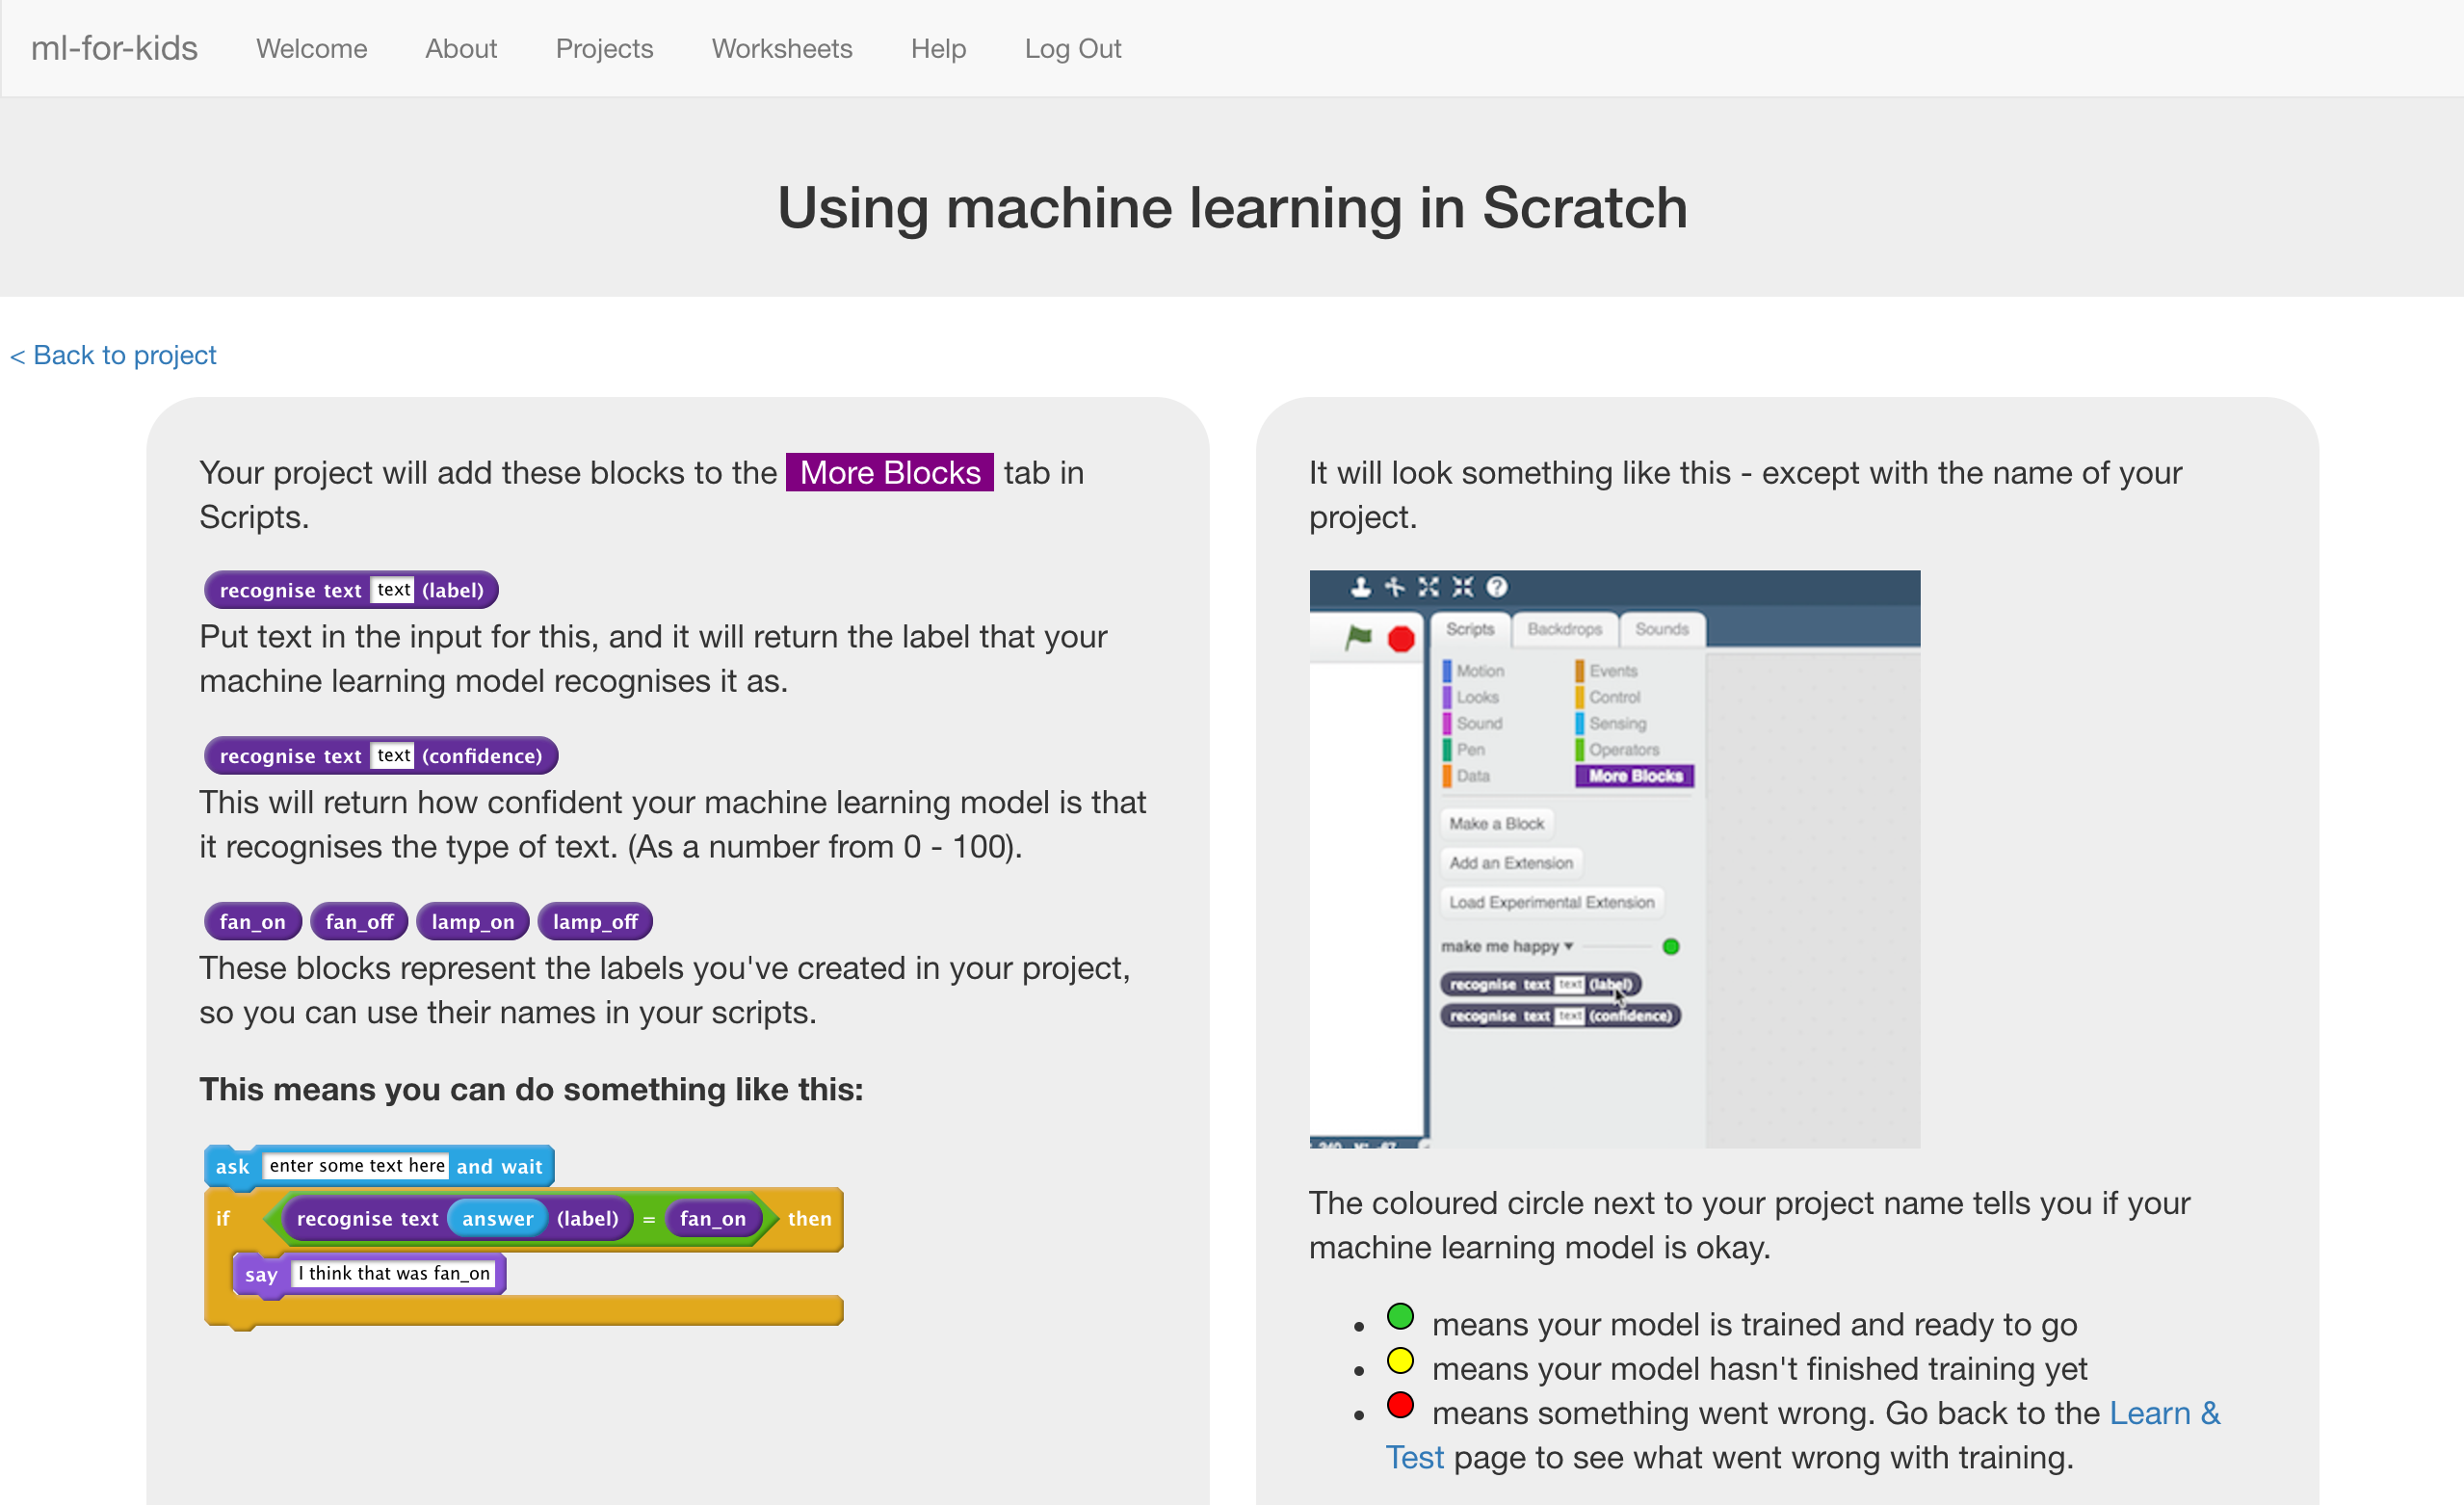 ml-for-kids Welcome About Projects Worksheets Help Log Out
Using machine learning in Scratch
< Back to project
Your project will add these blocks to the More Blocks tab in
Scripts.
recognise text text (label)
Put text in the input for this, and it will return the label that your
machine learning model recognises it as.
recognise text text (confidence)
This will return how confident your machine learning model is that
it recognises the type of text. (As a number from 0 - 100).
fan_on fan_off lamp_on lamp_off
These blocks represent the labels you've created in your project,
so you can use their names in your scripts.
This means you can do something like this:
ask enter some text here and wait
if recognise text answer (label) = fan_on then
say I think that was fan_on
It will look something like this - except with the name of your
project.
Scripts Backdrops Sounds
Motion Events
Looks Control
Sound Sensing
Pen Operators
Data More Blocks
Make a Block
Add an Extension
Load Experimental Extension
make me happy
recognise text text (label)
recognise text text (confidence)
The coloured circle next to your project name tells you if your
machine learning model is okay.
means your model is trained and ready to go
means your model hasn't finished training yet
means something went wrong. Go back to the Learn &
Test page to see what went wrong with training.